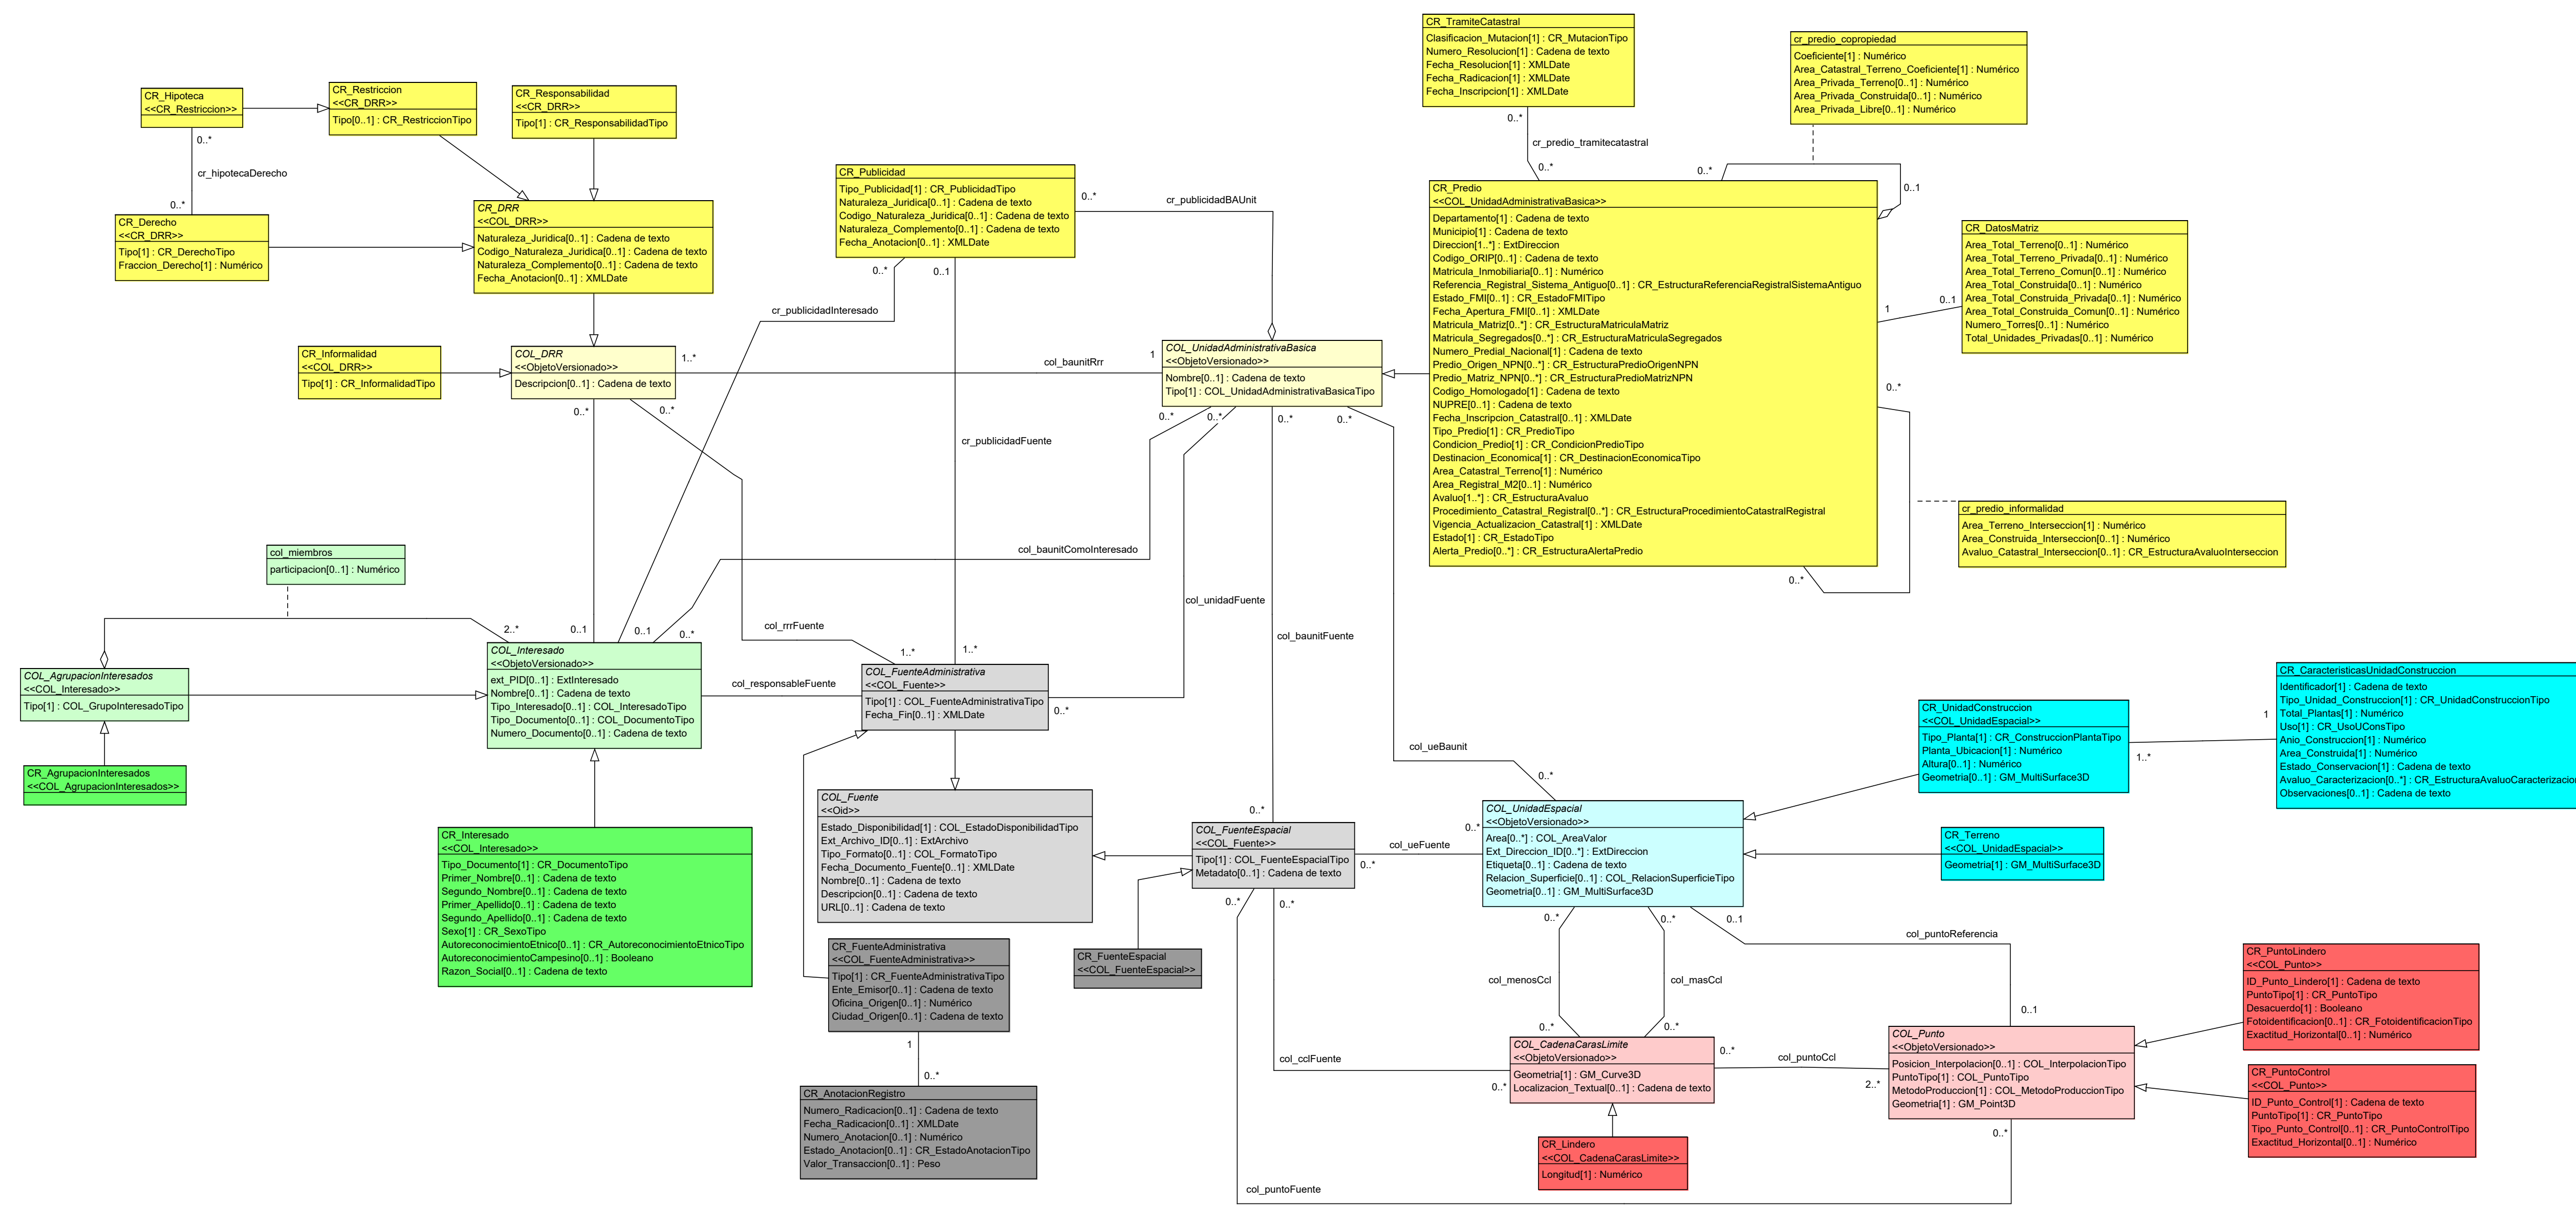 CR_TramiteCatastral
Clasificacion_Mutacion[1] : CR_MutacionTipo
Numero_Resolucion[1] : Cadena de texto
Fecha_Resolucion[1] : XMLDate
Fecha_Radicacion[1] : XMLDate
Fecha_Inscripcion[1] : XMLDate
0..*
cr_predio_tramitecatastral
0..*
cr_predio_copropiedad
Coeficiente[1] : Numérico
Area_Catastral_Terreno_Coeficiente[1] : Numérico
Area_Privada_Terreno[0..1] : Numérico
Area_Privada_Construida[0..1] : Numérico
Area_Privada_Libre[0..1] : Numérico
0..*
0..1
CR_Hipoteca
<<CR_Restriccion>>
0..*
cr_hipotecaDerecho
0..*
CR_Restriccion
<<CR_DRR>>
Tipo[0..1] : CR_RestriccionTipo
CR_Responsabilidad
<<CR_DRR>>
Tipo[1] : CR_ResponsabilidadTipo
CR_Derecho
<<CR_DRR>>
Tipo[1] : CR_DerechoTipo
Fraccion_Derecho[1] : Numérico
CR_DRR
<<COL_DRR>>
Naturaleza_Juridica[0..1] : Cadena de texto
Codigo_Naturaleza_Juridica[0..1] : Cadena de texto
Naturaleza_Complemento[0..1] : Cadena de texto
Fecha_Anotacion[0..1] : XMLDate
CR_Publicidad
Tipo_Publicidad[1] : CR_PublicidadTipo
Naturaleza_Juridica[0..1] : Cadena de texto
Codigo_Naturaleza_Juridica[0..1] : Cadena de texto
Naturaleza_Complemento[0..1] : Cadena de texto
Fecha_Anotacion[0..1] : XMLDate
0..*
cr_publicidadBAUnit
0..*
0..1
cr_publicidadInteresado
CR_Predio
<<COL_UnidadAdministrativaBasica>>
Departamento[1] : Cadena de texto
Municipio[1] : Cadena de texto
Direccion[1..*] : ExtDireccion
Codigo_ORIP[0..1] : Cadena de texto
Matricula_Inmobiliaria[0..1] : Numérico
Referencia_Registral_Sistema_Antiguo[0..1] : CR_EstructuraReferenciaRegistralSistemaAntiguo
Estado_FMI[0..1] : CR_EstadoFMITipo
Fecha_Apertura_FMI[0..1] : XMLDate
Matricula_Matriz[0..*] : CR_EstructuraMatriculaMatriz
Matricula_Segregados[0..*] : CR_EstructuraMatriculaSegregados
Numero_Predial_Nacional[1] : Cadena de texto
Predio_Origen_NPN[0..*] : CR_EstructuraPredioOrigenNPN
Predio_Matriz_NPN[0..*] : CR_EstructuraPredioMatrizNPN
Codigo_Homologado[1] : Cadena de texto
NUPRE[0..1] : Cadena de texto
Fecha_Inscripcion_Catastral[0..1] : XMLDate
Tipo_Predio[1] : CR_PredioTipo
Condicion_Predio[1] : CR_CondicionPredioTipo
Destinacion_Economica[1] : CR_DestinacionEconomicaTipo
Area_Catastral_Terreno[1] : Numérico
Area_Registral_M2[0..1] : Numérico
Avaluo[1..*] : CR_EstructuraAvaluo
Procedimiento_Catastral_Registral[0..*] : CR_EstructuraProcedimientoCatastralRegistral
Vigencia_Actualizacion_Catastral[1] : XMLDate
Estado[1] : CR_EstadoTipo
Alerta_Predio[0..*] : CR_EstructuraAlertaPredio
CR_DatosMatriz
Area_Total_Terreno[0..1] : Numérico
Area_Total_Terreno_Privada[0..1] : Numérico
Area_Total_Terreno_Comun[0..1] : Numérico
Area_Total_Construida[0..1] : Numérico
Area_Total_Construida_Privada[0..1] : Numérico
Area_Total_Construida_Comun[0..1] : Numérico
Numero_Torres[0..1] : Numérico
Total_Unidades_Privadas[0..1] : Numérico
1
0..1
0..*
0..*
cr_predio_informalidad
Area_Terreno_Interseccion[1] : Numérico
Area_Construida_Interseccion[0..1] : Numérico
Avaluo_Catastral_Interseccion[0..1] : CR_EstructuraAvaluoInterseccion
CR_Informalidad
<<COL_DRR>>
Tipo[1] : CR_InformalidadTipo
COL_DRR
<<ObjetoVersionado>>
Descripcion[0..1] : Cadena de texto
1..*
col_baunitRrr
1
COL_UnidadAdministrativaBasica
<<ObjetoVersionado>>
Nombre[0..1] : Cadena de texto
Tipo[1] : COL_UnidadAdministrativaBasicaTipo
0..*
0..*
0..*
0..*
0..*
0..*
cr_publicidadFuente
col_baunitComoInteresado
col_unidadFuente
col_baunitFuente
col_rrrFuente
col_miembros
participacion[0..1] : Numérico
2..*
0..1
0..1
0..*
1..*
1..*
COL_AgrupacionInteresados
<<COL_Interesado>>
Tipo[1] : COL_GrupoInteresadoTipo
COL_Interesado
<<ObjetoVersionado>>
ext_PID[0..1] : ExtInteresado
Nombre[0..1] : Cadena de texto
Tipo_Interesado[0..1] : COL_InteresadoTipo
Tipo_Documento[0..1] : COL_DocumentoTipo
Numero_Documento[0..1] : Cadena de texto
col_responsableFuente
COL_FuenteAdministrativa
<<COL_Fuente>>
Tipo[1] : COL_FuenteAdministrativaTipo
Fecha_Fin[0..1] : XMLDate
0..*
CR_AgrupacionInteresados
<<COL_AgrupacionInteresados>>
CR_Interesado
<<COL_Interesado>>
Tipo_Documento[1] : CR_DocumentoTipo
Primer_Nombre[0..1] : Cadena de texto
Segundo_Nombre[0..1] : Cadena de texto
Primer_Apellido[0..1] : Cadena de texto
Segundo_Apellido[0..1] : Cadena de texto
Sexo[1] : CR_SexoTipo
AutoreconocimientoEtnico[0..1] : CR_AutoreconocimientoEtnicoTipo
AutoreconocimientoCampesino[0..1] : Booleano
Razon_Social[0..1] : Cadena de texto
COL_Fuente
<<Oid>>
Estado_Disponibilidad[1] : COL_EstadoDisponibilidadTipo
Ext_Archivo_ID[0..1] : ExtArchivo
Tipo_Formato[0..1] : COL_FormatoTipo
Fecha_Documento_Fuente[0..1] : XMLDate
Nombre[0..1] : Cadena de texto
Descripcion[0..1] : Cadena de texto
URL[0..1] : Cadena de texto
CR_FuenteAdministrativa
<<COL_FuenteAdministrativa>>
Tipo[1] : CR_FuenteAdministrativaTipo
Ente_Emisor[0..1] : Cadena de texto
Oficina_Origen[0..1] : Numérico
Ciudad_Origen[0..1] : Cadena de texto
1
0..*
CR_AnotacionRegistro
Numero_Radicacion[0..1] : Cadena de texto
Fecha_Radicacion[0..1] : XMLDate
Numero_Anotacion[0..1] : Numérico
Estado_Anotacion[0..1] : CR_EstadoAnotacionTipo
Valor_Transaccion[0..1] : Peso
0..*
COL_FuenteEspacial
<<COL_Fuente>>
Tipo[1] : COL_FuenteEspacialTipo
Metadato[0..1] : Cadena de texto
0..*
0..*
0..*
col_ueFuente
0..*
CR_FuenteEspacial
<<COL_FuenteEspacial>>
col_ueBaunit
0..*
COL_UnidadEspacial
<<ObjetoVersionado>>
Area[0..*] : COL_AreaValor
Ext_Direccion_ID[0..*] : ExtDireccion
Etiqueta[0..1] : Cadena de texto
Relacion_Superficie[0..1] : COL_RelacionSuperficieTipo
Geometria[0..1] : GM_MultiSurface3D
0..*
0..*
0..1
CR_UnidadConstruccion
<<COL_UnidadEspacial>>
Tipo_Planta[1] : CR_ConstruccionPlantaTipo
Planta_Ubicacion[1] : Numérico
Altura[0..1] : Numérico
Geometria[0..1] : GM_MultiSurface3D
1
1..*
CR_CaracteristicasUnidadConstruccion
Identificador[1] : Cadena de texto
Tipo_Unidad_Construccion[1] : CR_UnidadConstruccionTipo
Total_Plantas[1] : Numérico
Uso[1] : CR_UsoUConsTipo
Anio_Construccion[1] : Numérico
Area_Construida[1] : Numérico
Estado_Conservacion[1] : Cadena de texto
Avaluo_Caracterizacion[0..*] : CR_EstructuraAvaluoCaracterizacio
Observaciones[0..1] : Cadena de texto
CR_Terreno
<<COL_UnidadEspacial>>
Geometria[1] : GM_MultiSurface3D
col_puntoReferencia
col_menosCcl
col_masCcl
0..1
0..*
0..*
col_cclFuente
0..*
COL_CadenaCarasLimite
<<ObjetoVersionado>>
Geometria[1] : GM_Curve3D
Localizacion_Textual[0..1] : Cadena de texto
0..*
col_puntoCcl
2..*
COL_Punto
<<ObjetoVersionado>>
Posicion_Interpolacion[0..1] : COL_InterpolacionTipo
PuntoTipo[1] : COL_PuntoTipo
MetodoProduccion[1] : COL_MetodoProduccionTipo
Geometria[1] : GM_Point3D
0..*
CR_PuntoLindero
<<COL_Punto>>
ID_Punto_Lindero[1] : Cadena de texto
PuntoTipo[1] : CR_PuntoTipo
Desacuerdo[1] : Booleano
Fotoidentificacion[0..1] : CR_FotoidentificacionTipo
Exactitud_Horizontal[0..1] : Numérico
CR_PuntoControl
<<COL_Punto>>
ID_Punto_Control[1] : Cadena de texto
PuntoTipo[1] : CR_PuntoTipo
Tipo_Punto_Control[0..1] : CR_PuntoControlTipo
Exactitud_Horizontal[0..1] : Numérico
CR_Lindero
<<COL_CadenaCarasLimite>>
Longitud[1] : Numérico
col_puntoFuente